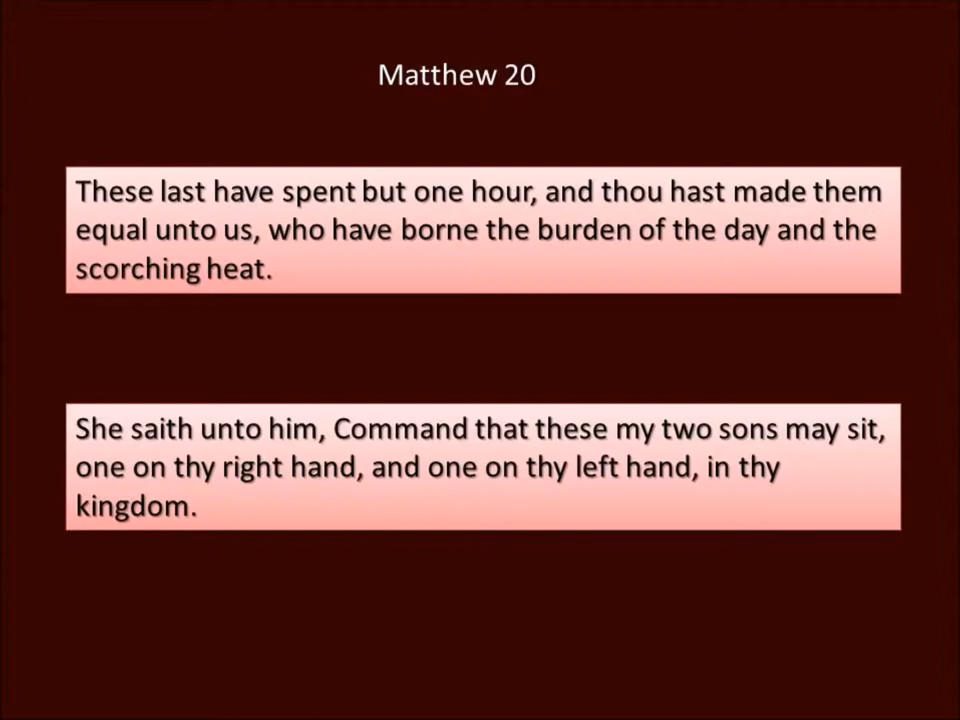 Matthew 20
These last have spent but one hour, and thou hast made them
equal unto us, who have borne the burden of the day and the
scorching heat.
She saith unto him, Command that these my two sons may sit,
one on thy right hand, and one on thy left hand, in thy
kingdom.